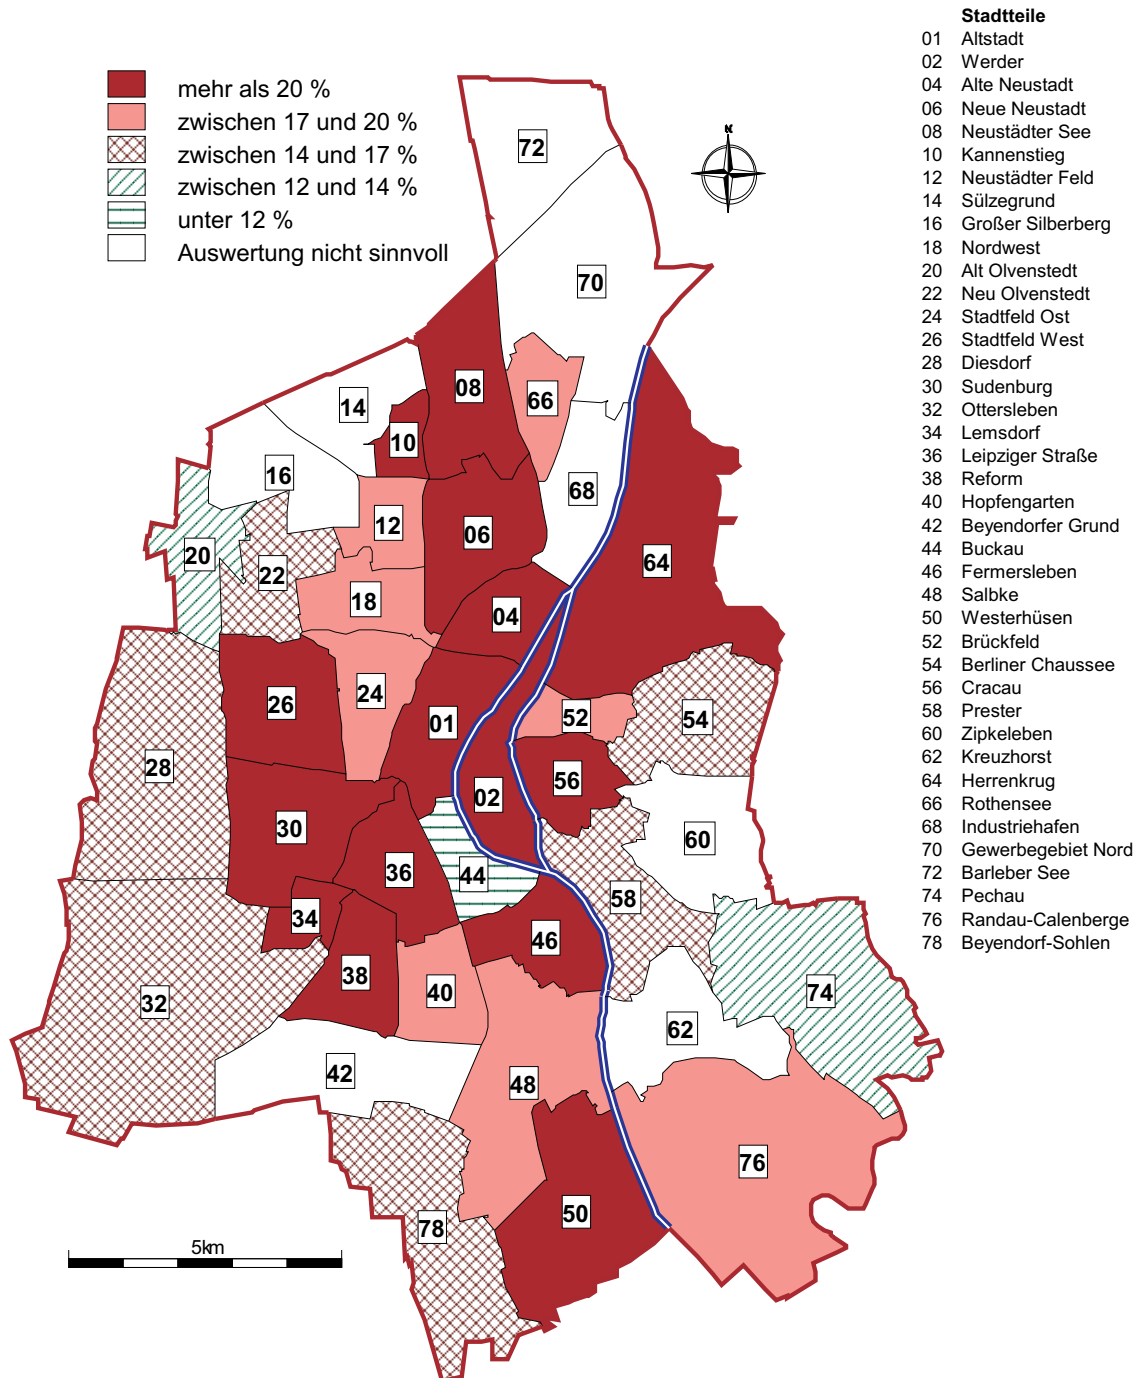 mehr als 20 %
zwischen 17 und 20 %
zwischen 14 und 17 %
zwischen 12 und 14 %
unter 12 %
Auswertung nicht sinnvoll
N
72
70
08
66
14
10
16
68
12
06
20
22
64
18
04
24
26
01
52
54
28
56
02
30
60
36
44
58
34
46
38
40
32
74
62
42
48
76
50
78
5km
Stadtteile
01 Altstadt
02 Werder
04 Alte Neustadt
06 Neue Neustadt
08 Neustädter See
10 Kannenstieg
12 Neustädter Feld
14 Sülzegrund
16 Großer Silberberg
18 Nordwest
20 Alt Olvenstedt
22 Neu Olvenstedt
24 Stadtfeld Ost
26 Stadtfeld West
28 Diesdorf
30 Sudenburg
32 Ottersleben
34 Lemsdorf
36 Leipziger Straße
38 Reform
40 Hopfengarten
42 Beyendorfer Grund
44 Buckau
46 Fermersleben
48 Salbke
50 Westerhüsen
52 Brückfeld
54 Berliner Chaussee
56 Cracau
58 Prester
60 Zipkeleben
62 Kreuzhorst
64 Herrenkrug
66 Rothensee
68 Industriehafen
70 Gewerbegebiet Nord
72 Barleber See
74 Pechau
76 Randau-Calenberge
78 Beyendorf-Sohlen